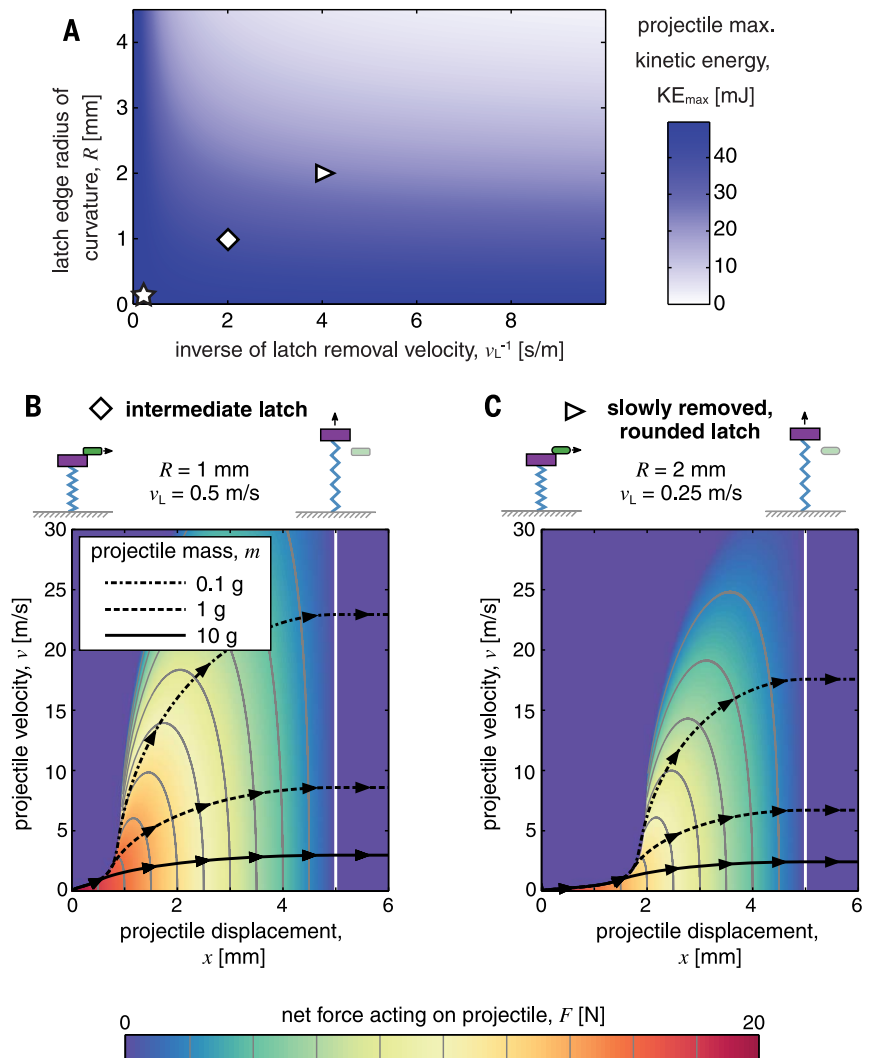 A
projectile max.
kinetic energy,
KEmax [mJ]
latch edge radius of
curvature, R [mm]
4
3
2
1
0
0
2
4
6
8
inverse of latch removal velocity, vL-1 [s/m]
40
30
20
10
0
B
intermediate latch
R = 1 mm
vL = 0.5 m/s
C
slowly removed,
rounded latch
R = 2 mm
vL = 0.25 m/s
projectile velocity, v [m/s]
30
25
20
15
10
5
0
projectile mass, m
0.1 g
1 g
10 g
0
2
4
6
projectile displacement,
x [mm]
projectile velocity, v [m/s]
30
25
20
15
10
5
0
0
2
4
6
projectile displacement,
x [mm]
0
net force acting on projectile, F [N]
20